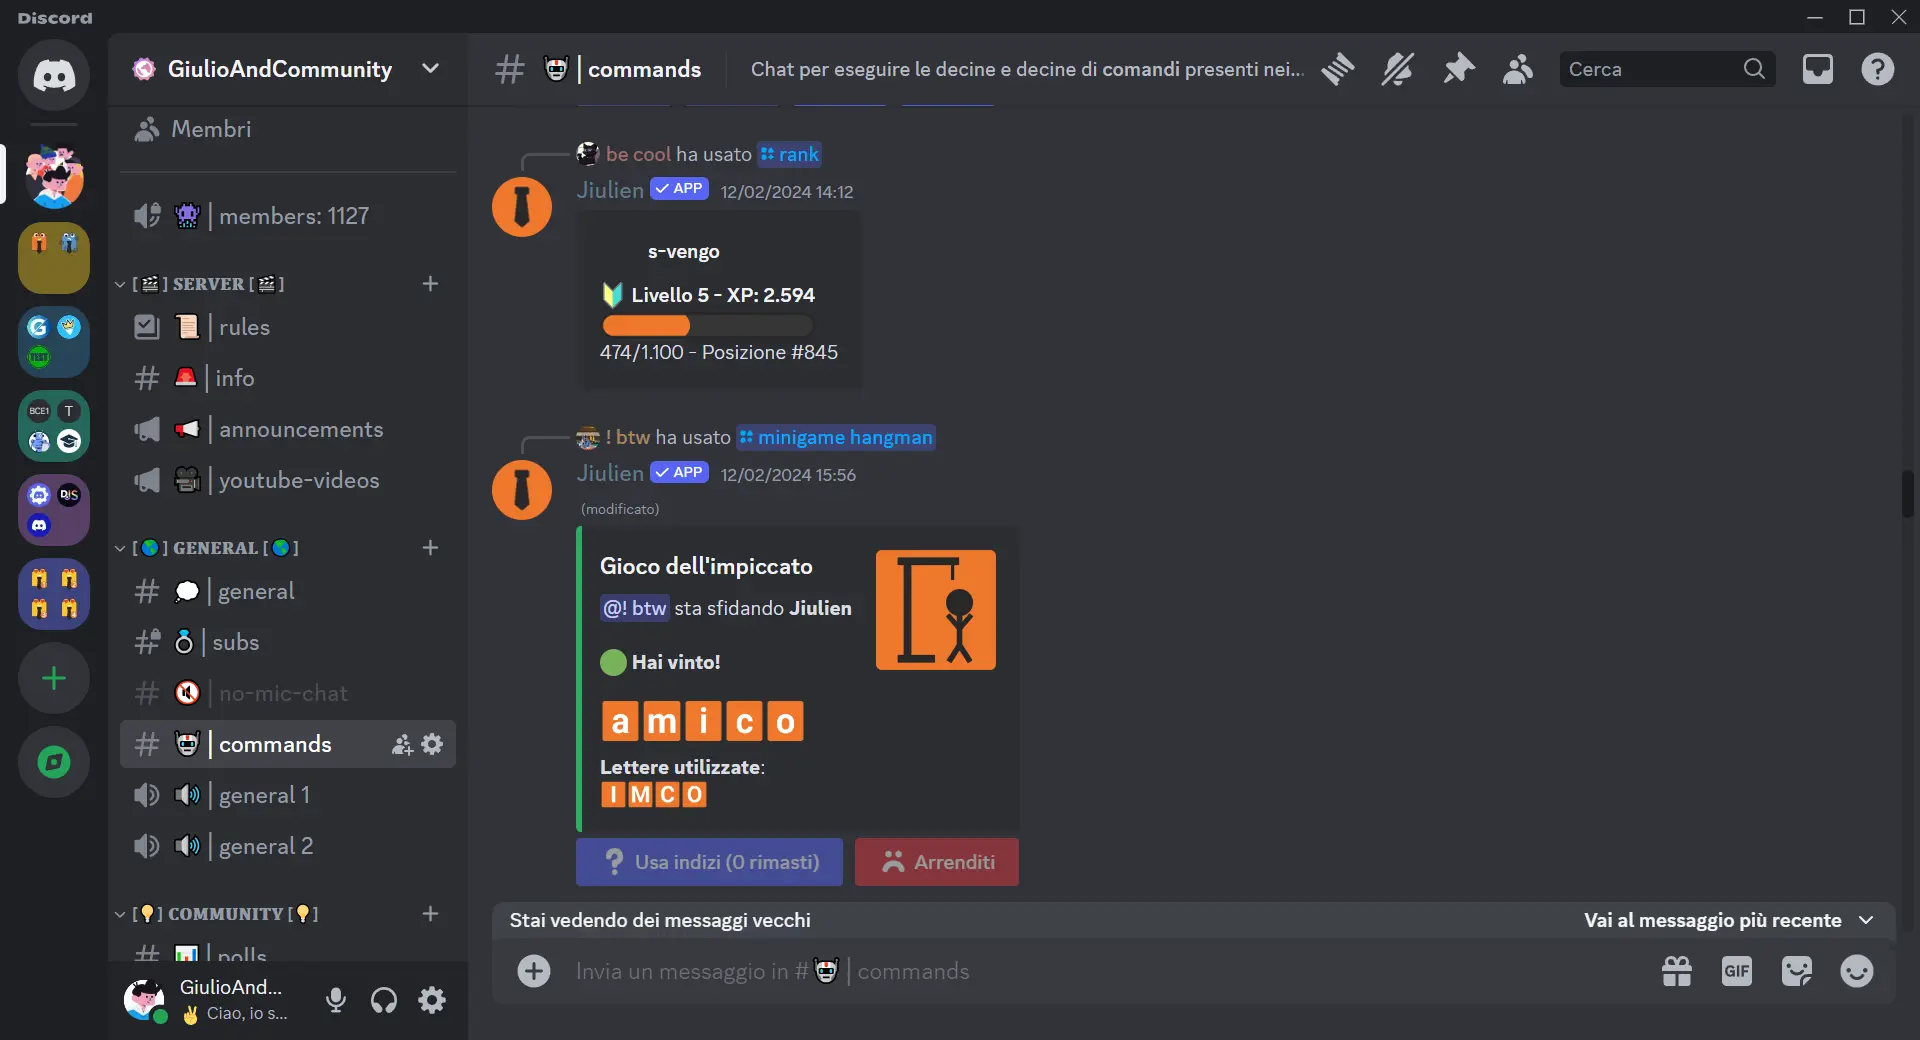 Discord
GiulioAndCommunity
Membri
| members: 1127
[🎬] SERVER [🎬]
| rules
| info
| announcements
| youtube-videos
[🌎] GENERAL [🌎]
| general
| subs
| no-mic-chat
| commands
| general 1
| general 2
[💡] COMMUNITY [💡]
| polls
GiulioAnd...
✌ Ciao, io s...
BCE1 T
TEST
DJS
# | commands
Chat per eseguire le decine e decine di comandi presenti nei...
Cerca
be cool ha usato rank
Jiulien ✓ APP 12/02/2024 14:12
s-vengo
Livello 5 - XP: 2.594
474/1.100 - Posizione #845
! btw ha usato minigame hangman
Jiulien ✓ APP 12/02/2024 15:56
(modificato)
Gioco dell'impiccato
@! btw sta sfidando Jiulien
Hai vinto!
a m i c o
Lettere utilizzate:
I M C O
Usa indizi (0 rimasti)
Arrenditi
Stai vedendo dei messaggi vecchi
Vai al messaggio più recente
Invia un messaggio in # | commands
GIF